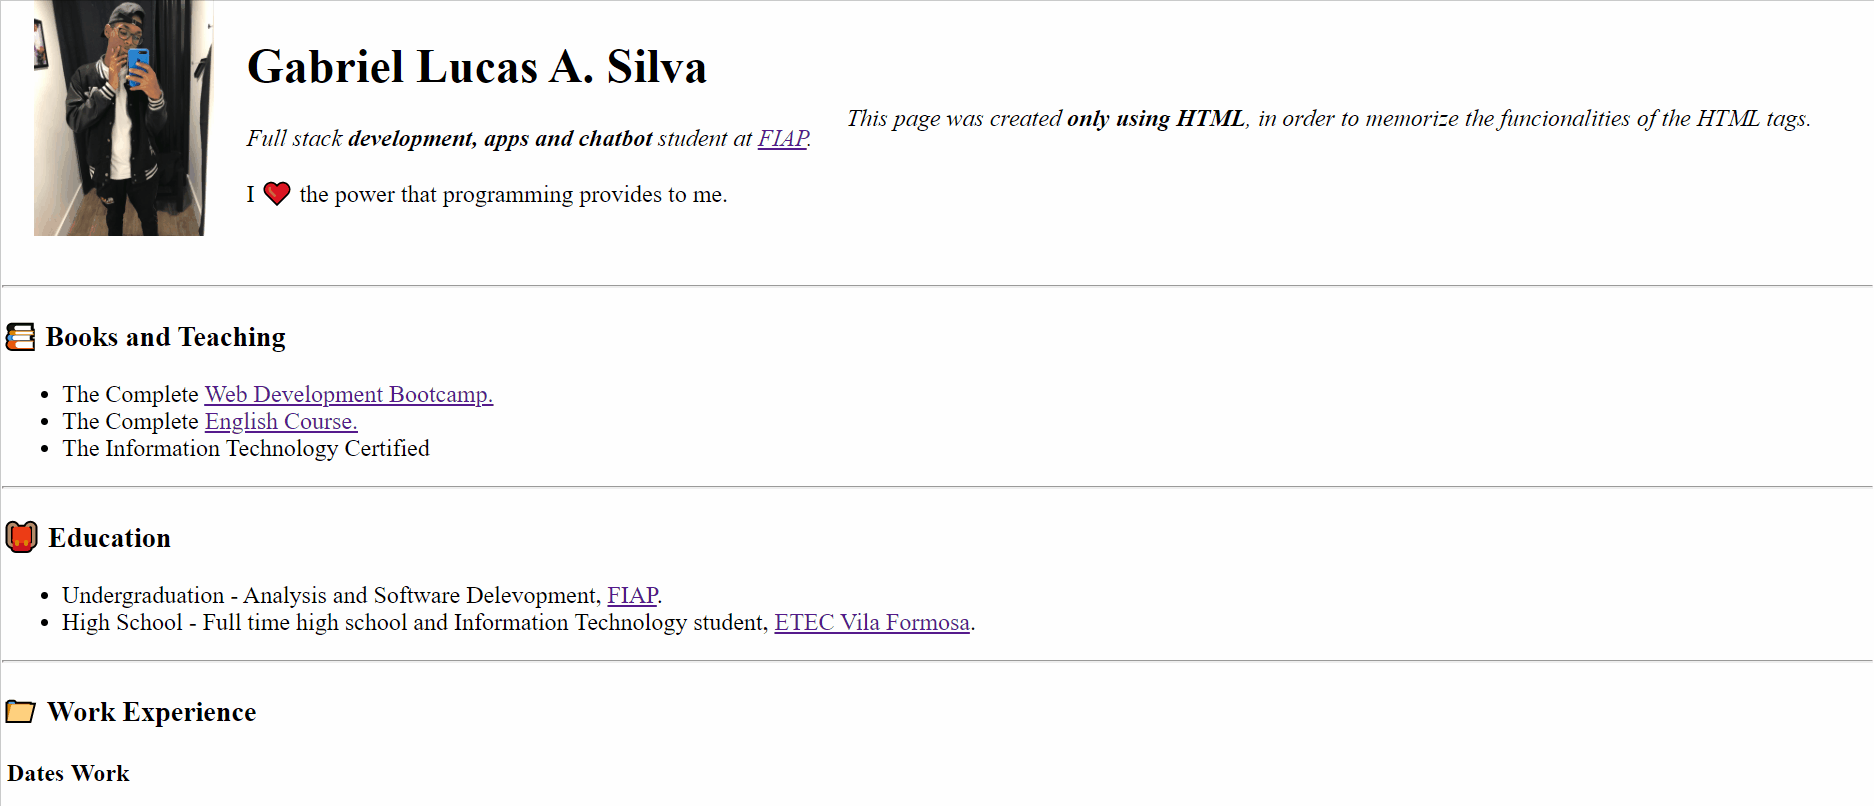 Gabriel Lucas A. Silva
Full stack development, apps and chatbot student at FIAP.
I the power that programming provides to me.
This page was created only using HTML, in order to memorize the funcionalities of the HTML tags.
Books and Teaching
The Complete Web Development Bootcamp.
The Complete English Course.
The Information Technology Certified
Education
Undergraduation - Analysis and Software Delevopment, FIAP.
High School - Full time high school and Information Technology student, ETEC Vila Formosa.
Work Experience
Dates Work